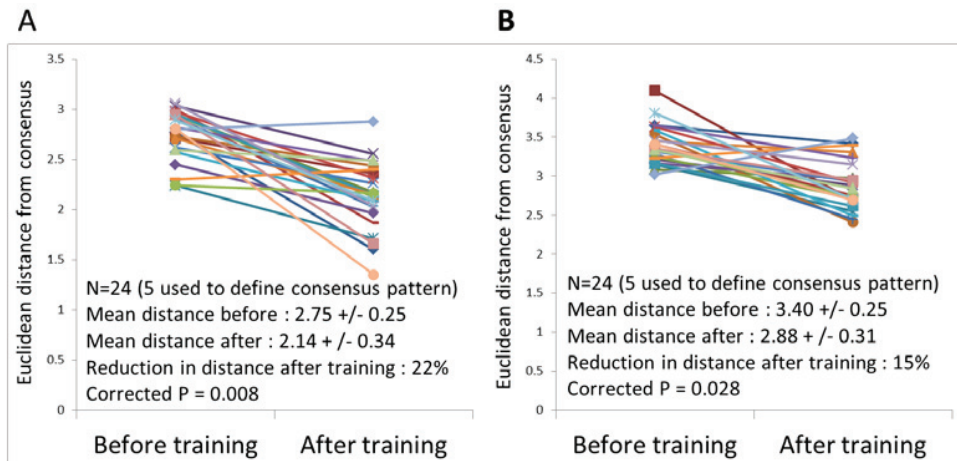 A
Euclidean distance from consensus
3.5
3
2.5
2
1.5
1
0.5
0
N=24 (5 used to define consensus pattern)
Mean distance before : 2.75 +/- 0.25
Mean distance after : 2.14 + /- 0.34
Reduction in distance after training : 22%
Corrected P = 0.008
Before training
After training
B
Euclidean distance from consensus
4.5
4
3.5
3
2.5
2
1.5
1
0.5
0
N=24 (5 used to define consensus pattern)
Mean distance before : 3.40 +/- 0.25
Mean distance after : 2.88 +/- 0.31
Reduction in distance after training : 15%
Corrected P = 0.028
Before training
After training